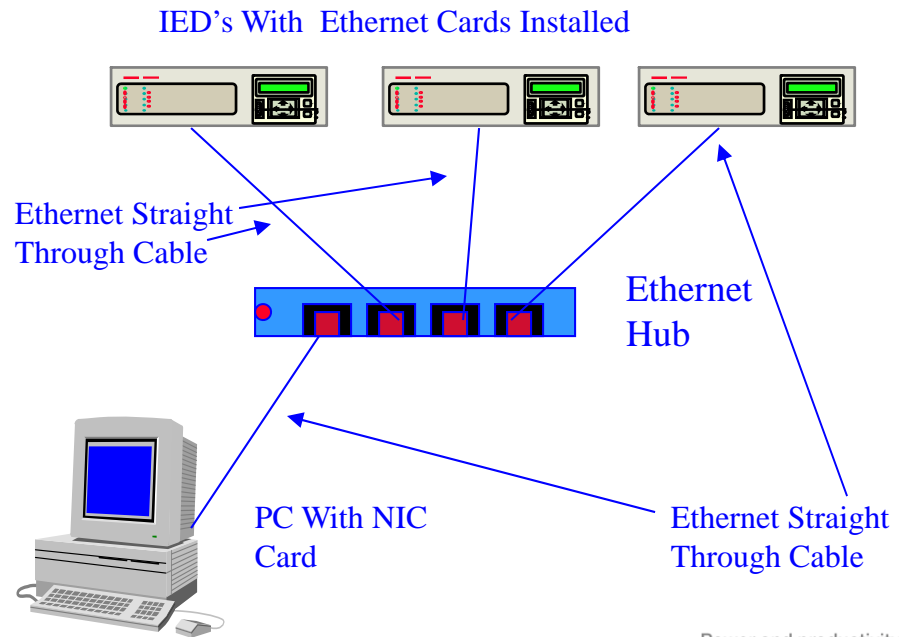 IED's With Ethernet Cards Installed
Ethernet Straight
Through Cable
Ethernet
Hub
PC With NIC
Card
Ethernet Straight
Through Cable